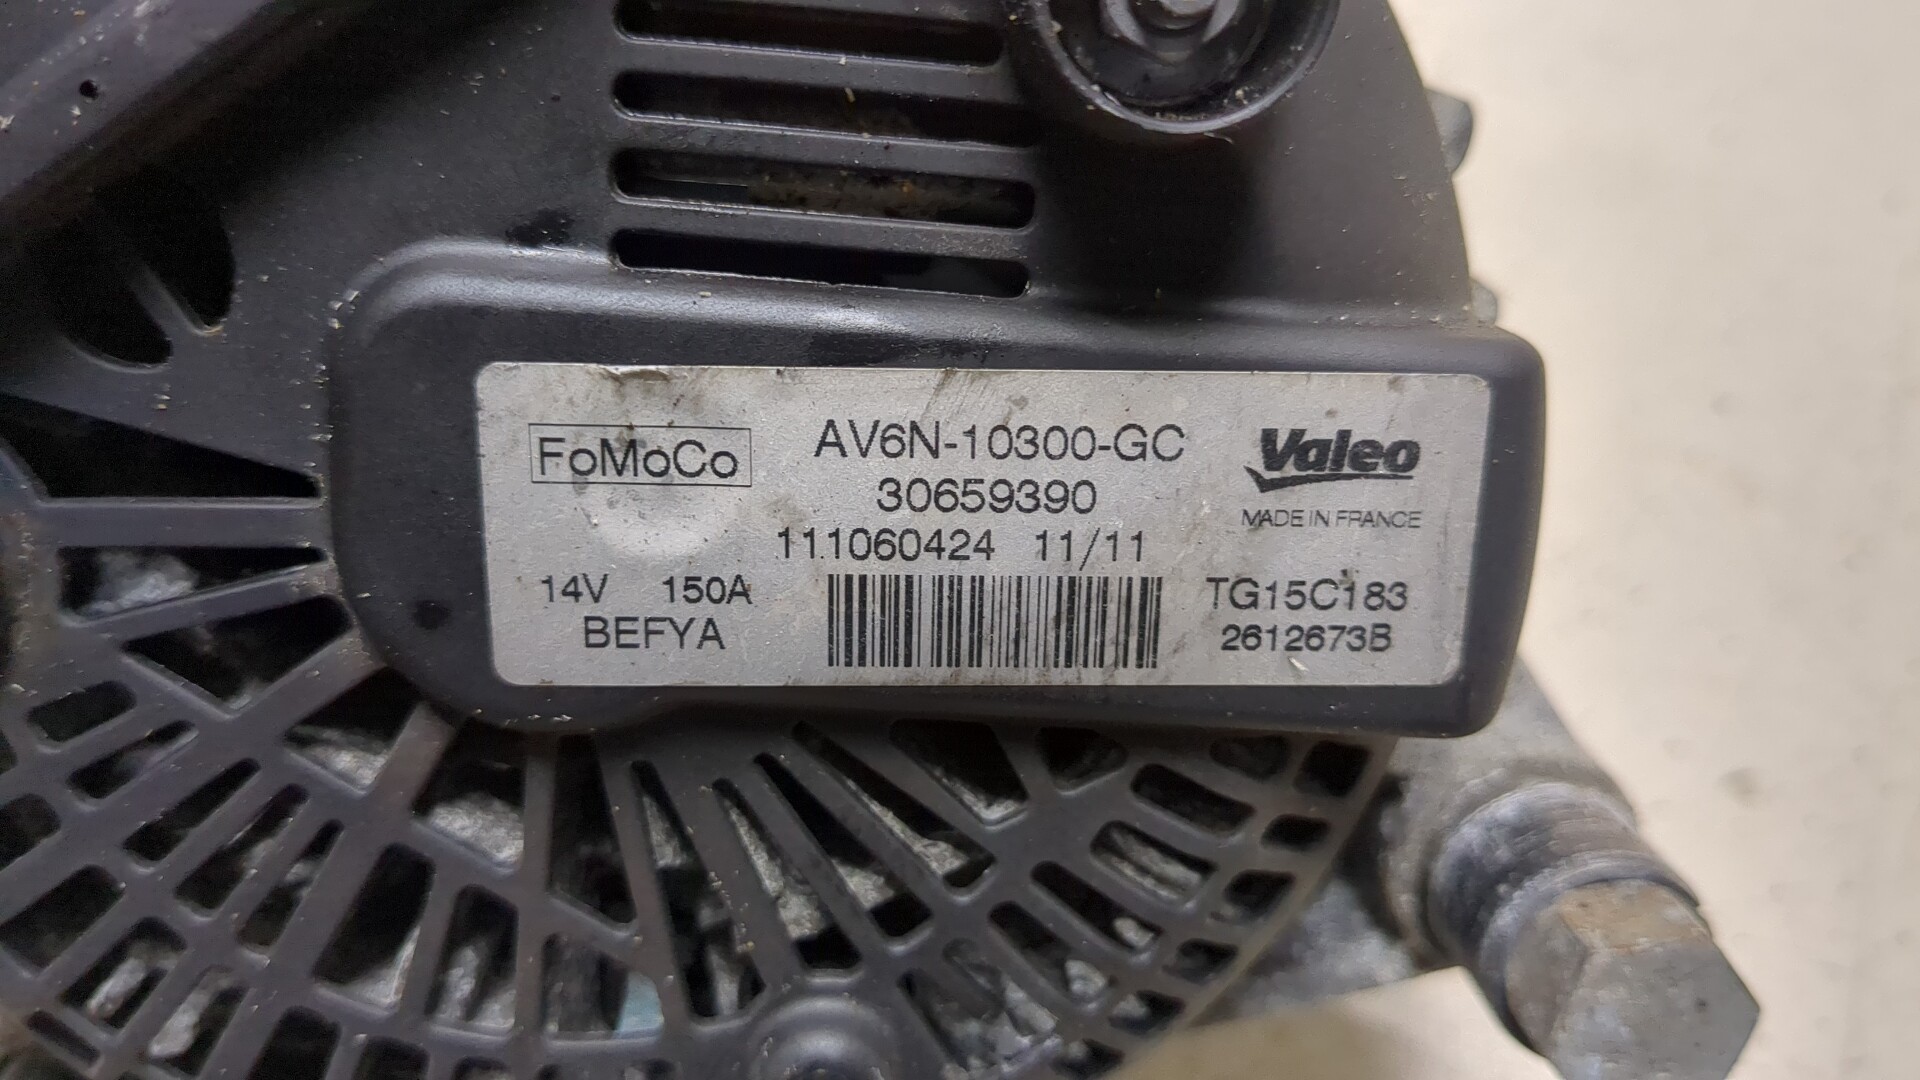 FoMoCo
AV6N-10300-GC
30659390
111060424 11/11
14V 150A
BEFYA
Valeo
MADE IN FRANCE
TG15C183
2612673B